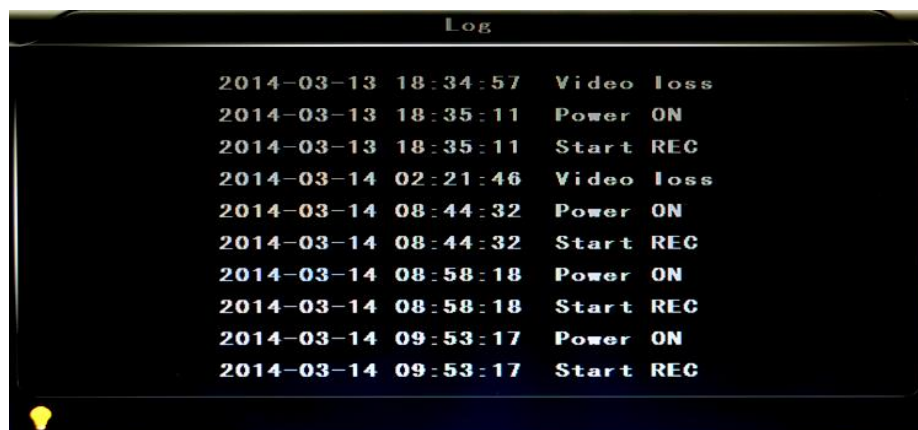 Log
2014-03-13 18:34:57 Video loss
2014-03-13 18:35:11 Power ON
2014-03-13 18:35:11 Start REC
2014-03-14 02:21:46 Video loss
2014-03-14 08:44:32 Power ON
2014-03-14 08:44:32 Start REC
2014-03-14 08:58:18 Power ON
2014-03-14 08:58:18 Start REC
2014-03-14 09:53:17 Power ON
2014-03-14 09:53:17 Start REC